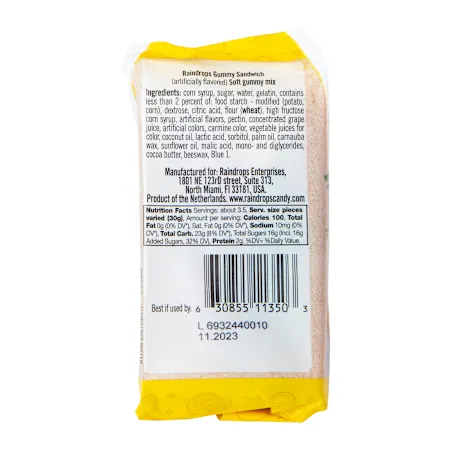 Raindrops Gummy Sandwich
(artificially flavored) Soft gummy mix
Ingredients: corn syrup, sugar, water, gelatin, contains
less than 2 percent of: food starch - modified (potato,
corn), dextrose, citric acid, flour (wheat), high fructose
corn syrup, artificial flavors, pectin, concentrated grape
juice, artificial colors, carmine color, vegetable juices for
color, coconut oil, lactic acid, sorbitol, palm oil, carnauba
wax, sunflower oil, malic acid, mono- and diglycerides,
cocoa butter, beeswax, Blue 1.
Manufactured for: Raindrops Enterprises,
1801 NE 123rD street, Suite 313,
North Miami, Fl 33181, USA.
Product of the Netherlands. www.raindropscandy.com
Nutrition Facts Servings: about 3.5, Serv. size pieces
varied (30g), Amount per serving: Calories 100, Total
Fat 0g (0% DV*), Sat. Fat 0g (0% DV*), Sodium 10mg (0%
DV*), Total Carb. 23g (8% DV*), Total Sugars 16g (Incl. 16g
Added Sugars, 32% DV), Protein 2g. %DV= %Daily Value.
Best if used by: 6 30855 11350 3
L 6932440010
11.2023